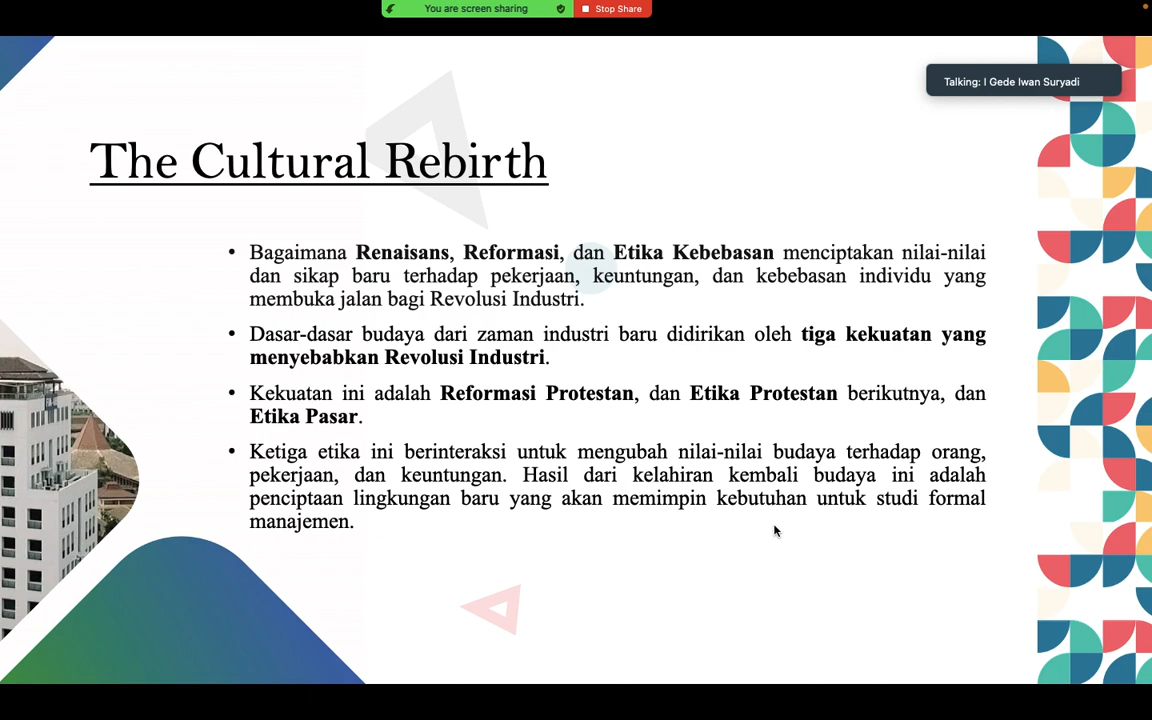 You are screen sharing
Stop Share
Talking: I Gede Iwan Suryadi
The Cultural Rebirth
• Bagaimana Renaisans, Reformasi, dan Etika Kebebasan menciptakan nilai-nilai
dan sikap baru terhadap pekerjaan, keuntungan, dan kebebasan individu yang
membuka jalan bagi Revolusi Industri.
• Dasar-dasar budaya dari zaman industri baru didirikan oleh tiga kekuatan yang
menyebabkan Revolusi Industri.
• Kekuatan ini adalah Reformasi Protestan, dan Etika Protestan berikutnya, dan
Etika Pasar.
• Ketiga etika ini berinteraksi untuk mengubah nilai-nilai budaya terhadap orang,
pekerjaan, dan keuntungan. Hasil dari kelahiran kembali budaya ini adalah
penciptaan lingkungan baru yang akan memimpin kebutuhan untuk studi formal
manajemen.